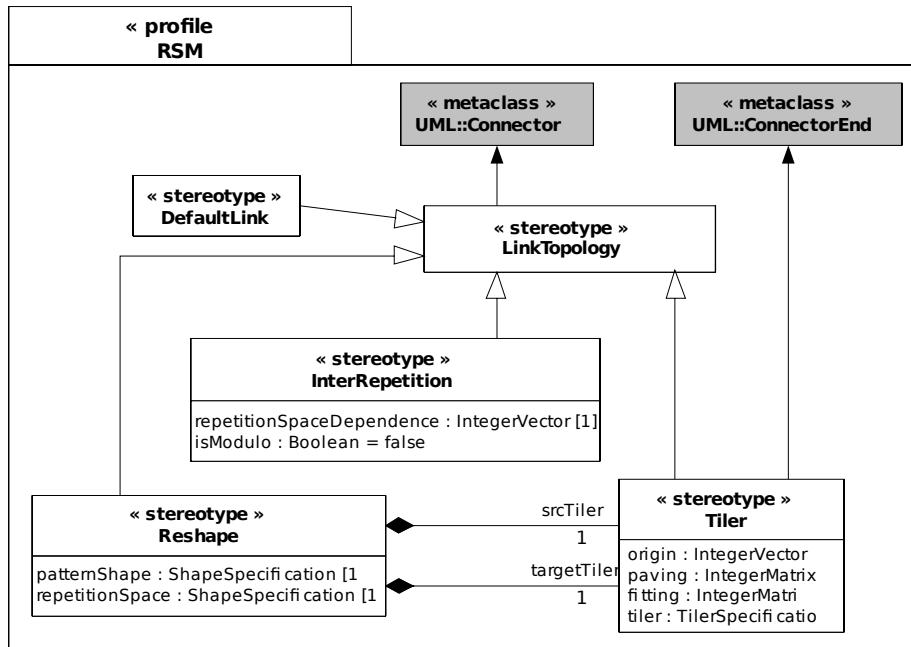 « profile »
RSM
« metaclass »
UML::Connector
« metaclass »
UML::ConnectorEnd
« stereotype »
DefaultLink
« stereotype »
LinkTopology
« stereotype »
InterRepetition
repetitionSpaceDependence : IntegerVector [1]
isModulo : Boolean = false
« stereotype »
Reshape
patternShape : ShapeSpecification [1
repetitionSpace : ShapeSpecification [1
srcTiler
1
targetTiler
1
« stereotype »
Tiler
origin : IntegerVector
paving : IntegerMatrix
fitting : IntegerMatri
tiler : TilerSpecificatio